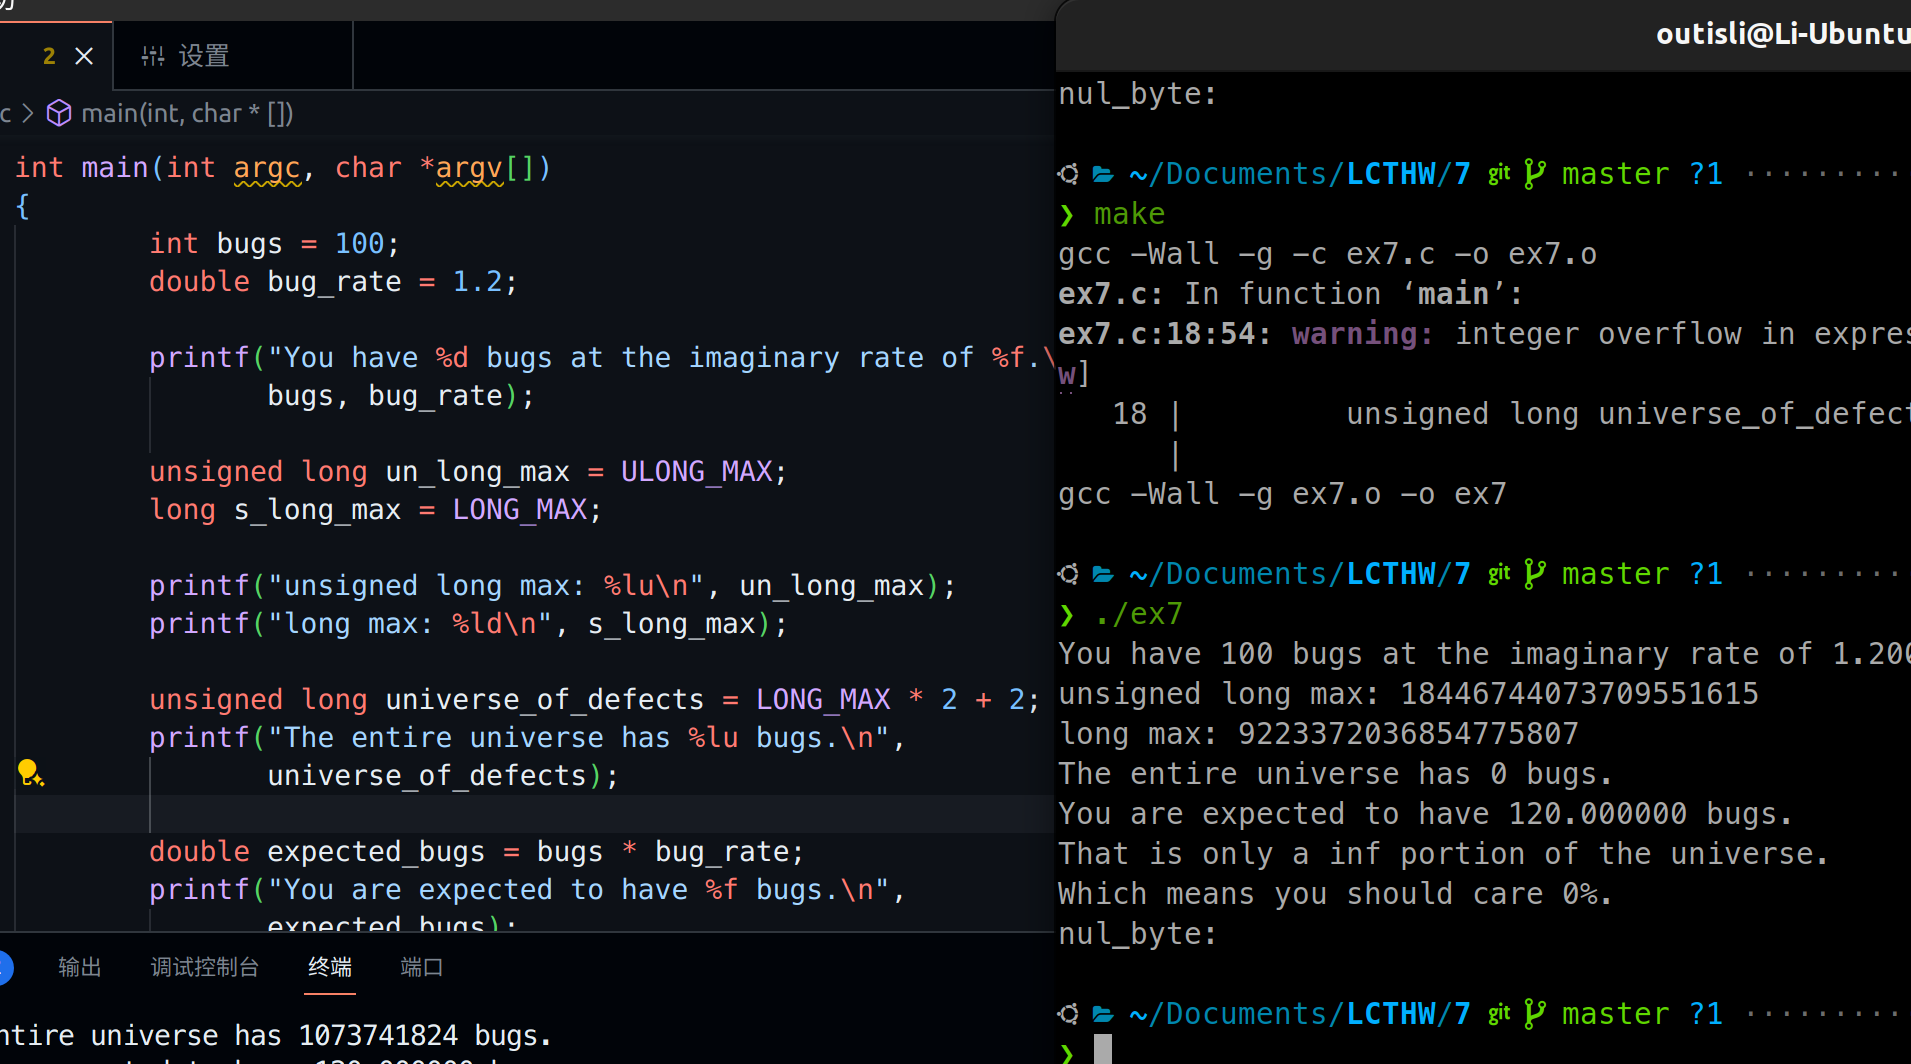 2 × 设置
c > main(int, char * [])
int main(int argc, char *argv[])
{
int bugs = 100;
double bug_rate = 1.2;
printf("You have %d bugs at the imaginary rate of %f.\
bugs, bug_rate);
unsigned long un_long_max = ULONG_MAX;
long s_long_max = LONG_MAX;
printf("unsigned long max: %lu\n", un_long_max);
printf("long max: %ld\n", s_long_max);
unsigned long universe_of_defects = LONG_MAX * 2 + 2;
printf("The entire universe has %lu bugs.\n",
universe_of_defects);
double expected_bugs = bugs * bug_rate;
printf("You are expected to have %f bugs.\n",
expected_bugs);
输出 调试控制台 终端 端口
ntire universe has 1073741824 bugs.
outisli@Li-Ubuntu
nul_byte:
~/Documents/LCTHW/7 git master ?1 ·········
❯ make
gcc -Wall -g -c ex7.c -o ex7.o
ex7.c: In function ‘main’:
ex7.c:18:54: warning: integer overflow in expres
w]
18 | unsigned long universe_of_defect
|
gcc -Wall -g ex7.o -o ex7
~/Documents/LCTHW/7 git master ?1 ·········
❯ ./ex7
You have 100 bugs at the imaginary rate of 1.200
unsigned long max: 18446744073709551615
long max: 9223372036854775807
The entire universe has 0 bugs.
You are expected to have 120.000000 bugs.
That is only a inf portion of the universe.
Which means you should care 0%.
nul_byte:
~/Documents/LCTHW/7 git master ?1 ·········
❯